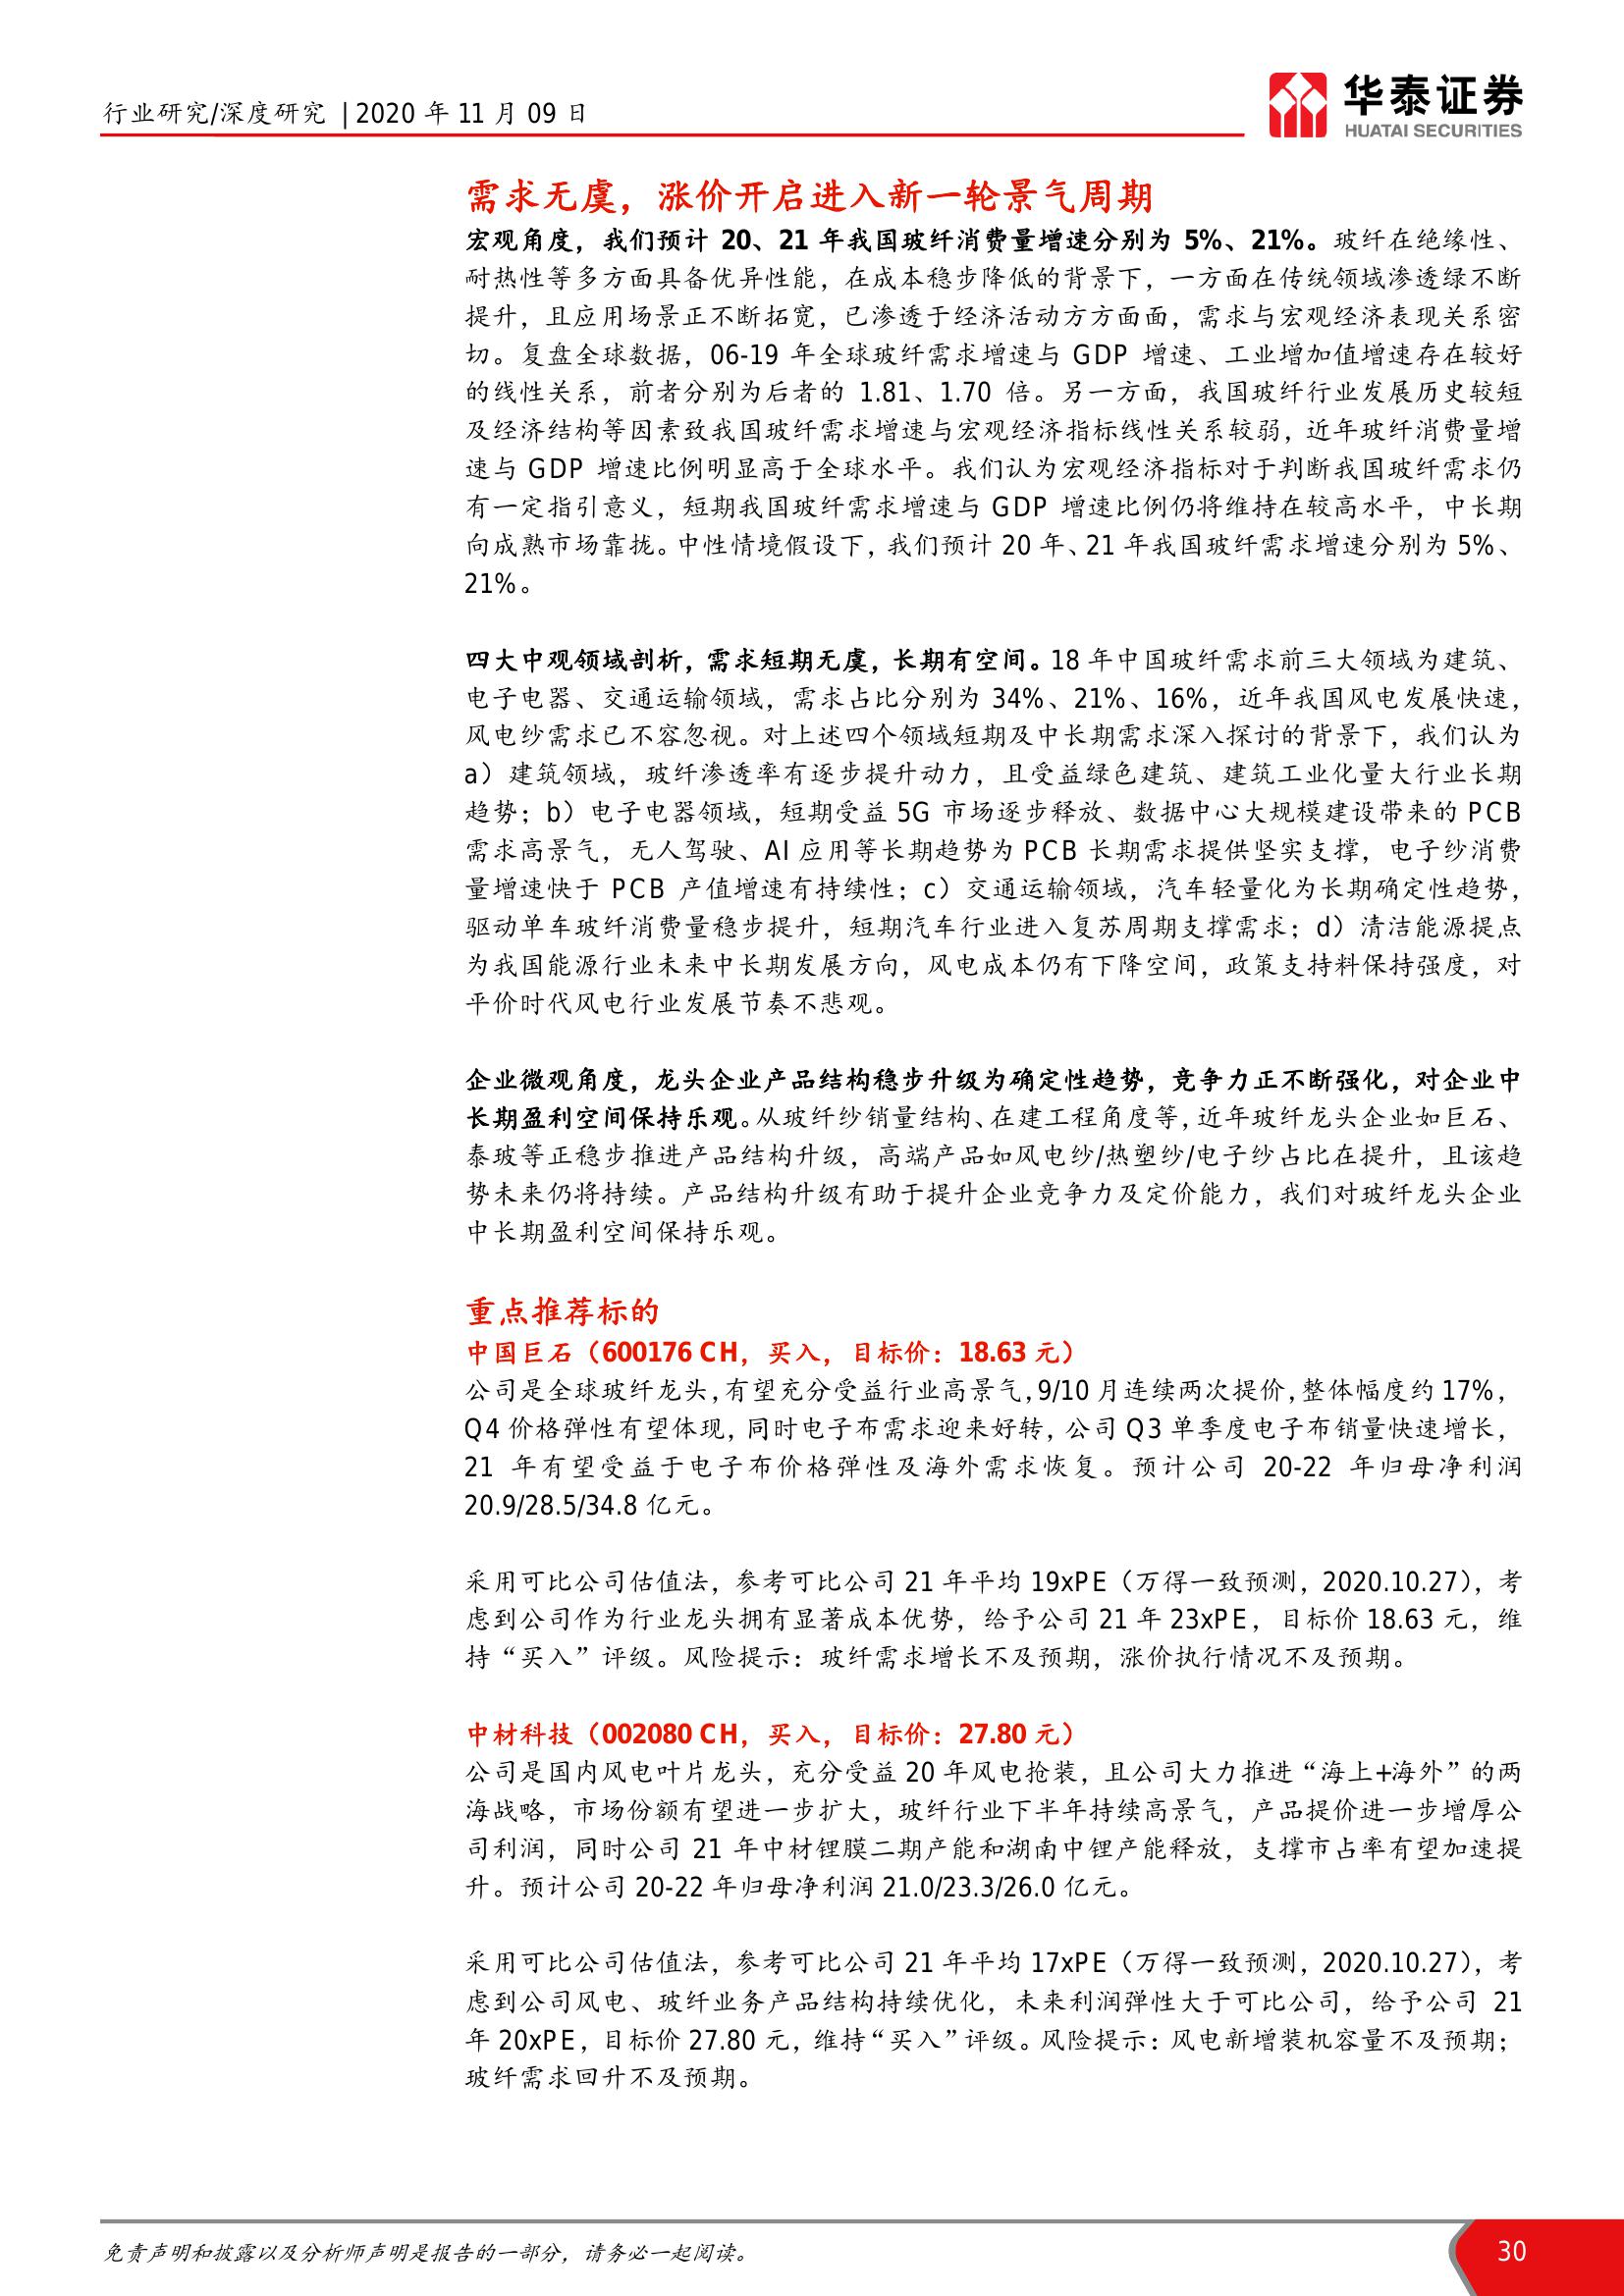 行业研究/深度研究 | 2020 年 11 月 09 日
华泰证券
HUATAI SECURITIES
需求无虞，涨价开启进入新一轮景气周期
宏观角度，我们预计 20、21 年我国玻纤消费量增速分别为 5%、21%。玻纤在绝缘性、
耐热性等多方面具备优异性能，在成本稳步降低的背景下，一方面在传统领域渗透绿不断
提升，且应用场景正不断拓宽，已渗透于经济活动方方面面，需求与宏观经济表现关系密
切。复盘全球数据，06-19 年全球玻纤需求增速与 GDP 增速、工业增加值增速存在较好
的线性关系，前者分别为后者的 1.81、1.70 倍。另一方面，我国玻纤行业发展历史较短
及经济结构等因素致我国玻纤需求增速与宏观经济指标线性关系较弱，近年玻纤消费量增
速与 GDP 增速比例明显高于全球水平。我们认为宏观经济指标对于判断我国玻纤需求仍
有一定指引意义，短期我国玻纤需求增速与 GDP 增速比例仍将维持在较高水平，中长期
向成熟市场靠拢。中性情境假设下，我们预计 20 年、21 年我国玻纤需求增速分别为 5%、
21%。
四大中观领域剖析，需求短期无虞，长期有空间。18 年中国玻纤需求前三大领域为建筑、
电子电器、交通运输领域，需求占比分别为 34%、21%、16%，近年我国风电发展快速，
风电纱需求已不容忽视。对上述四个领域短期及中长期需求深入探讨的背景下，我们认为
a）建筑领域，玻纤渗透率有逐步提升动力，且受益绿色建筑、建筑工业化量大行业长期
趋势；b）电子电器领域，短期受益 5G 市场逐步释放、数据中心大规模建设带来的 PCB
需求高景气，无人驾驶、AI 应用等长期趋势为 PCB 长期需求提供坚实支撑，电子纱消费
量增速快于 PCB 产值增速有持续性；c）交通运输领域，汽车轻量化为长期确定性趋势，
驱动单车玻纤消费量稳步提升，短期汽车行业进入复苏周期支撑需求；d）清洁能源提点
为我国能源行业未来中长期发展方向，风电成本仍有下降空间，政策支持料保持强度，对
平价时代风电行业发展节奏不悲观。
企业微观角度，龙头企业产品结构稳步升级为确定性趋势，竞争力正不断强化，对企业中
长期盈利空间保持乐观。从玻纤纱销量结构、在建工程角度等，近年玻纤龙头企业如巨石、
泰玻等正稳步推进产品结构升级，高端产品如风电纱/热塑纱/电子纱占比在提升，且该趋
势未来仍将持续。产品结构升级有助于提升企业竞争力及定价能力，我们对玻纤龙头企业
中长期盈利空间保持乐观。
重点推荐标的
中国巨石（600176 CH，买入，目标价：18.63 元）
公司是全球玻纤龙头，有望充分受益行业高景气，9/10 月连续两次提价，整体幅度约 17%，
Q4 价格弹性有望体现，同时电子布需求迎来好转，公司 Q3 单季度电子布销量快速增长，
21 年有望受益于电子布价格弹性及海外需求恢复。预计公司 20-22 年归母净利润
20.9/28.5/34.8 亿元。
采用可比公司估值法，参考可比公司 21 年平均 19xPE（万得一致预测，2020.10.27），考
虑到公司作为行业龙头拥有显著成本优势，给予公司 21 年 23xPE，目标价 18.63 元，维
持“买入”评级。风险提示：玻纤需求增长不及预期，涨价执行情况不及预期。
中材科技（002080 CH，买入，目标价：27.80 元）
公司是国内风电叶片龙头，充分受益 20 年风电抢装，且公司大力推进“海上+海外”的两
海战略，市场份额有望进一步扩大，玻纤行业下半年持续高景气，产品提价进一步增厚公
司利润，同时公司 21 年中材锂膜二期产能和湖南中锂产能释放，支撑市占率有望加速提
升。预计公司 20-22 年归母净利润 21.0/23.3/26.0 亿元。
采用可比公司估值法，参考可比公司 21 年平均 17xPE（万得一致预测，2020.10.27），考
虑到公司风电、玻纤业务产品结构持续优化，未来利润弹性大于可比公司，给予公司 21
年 20xPE，目标价 27.80 元，维持“买入”评级。风险提示：风电新增装机容量不及预期；
玻纤需求回升不及预期。
免责声明和披露以及分析师声明是报告的一部分，请务必一起阅读。
30